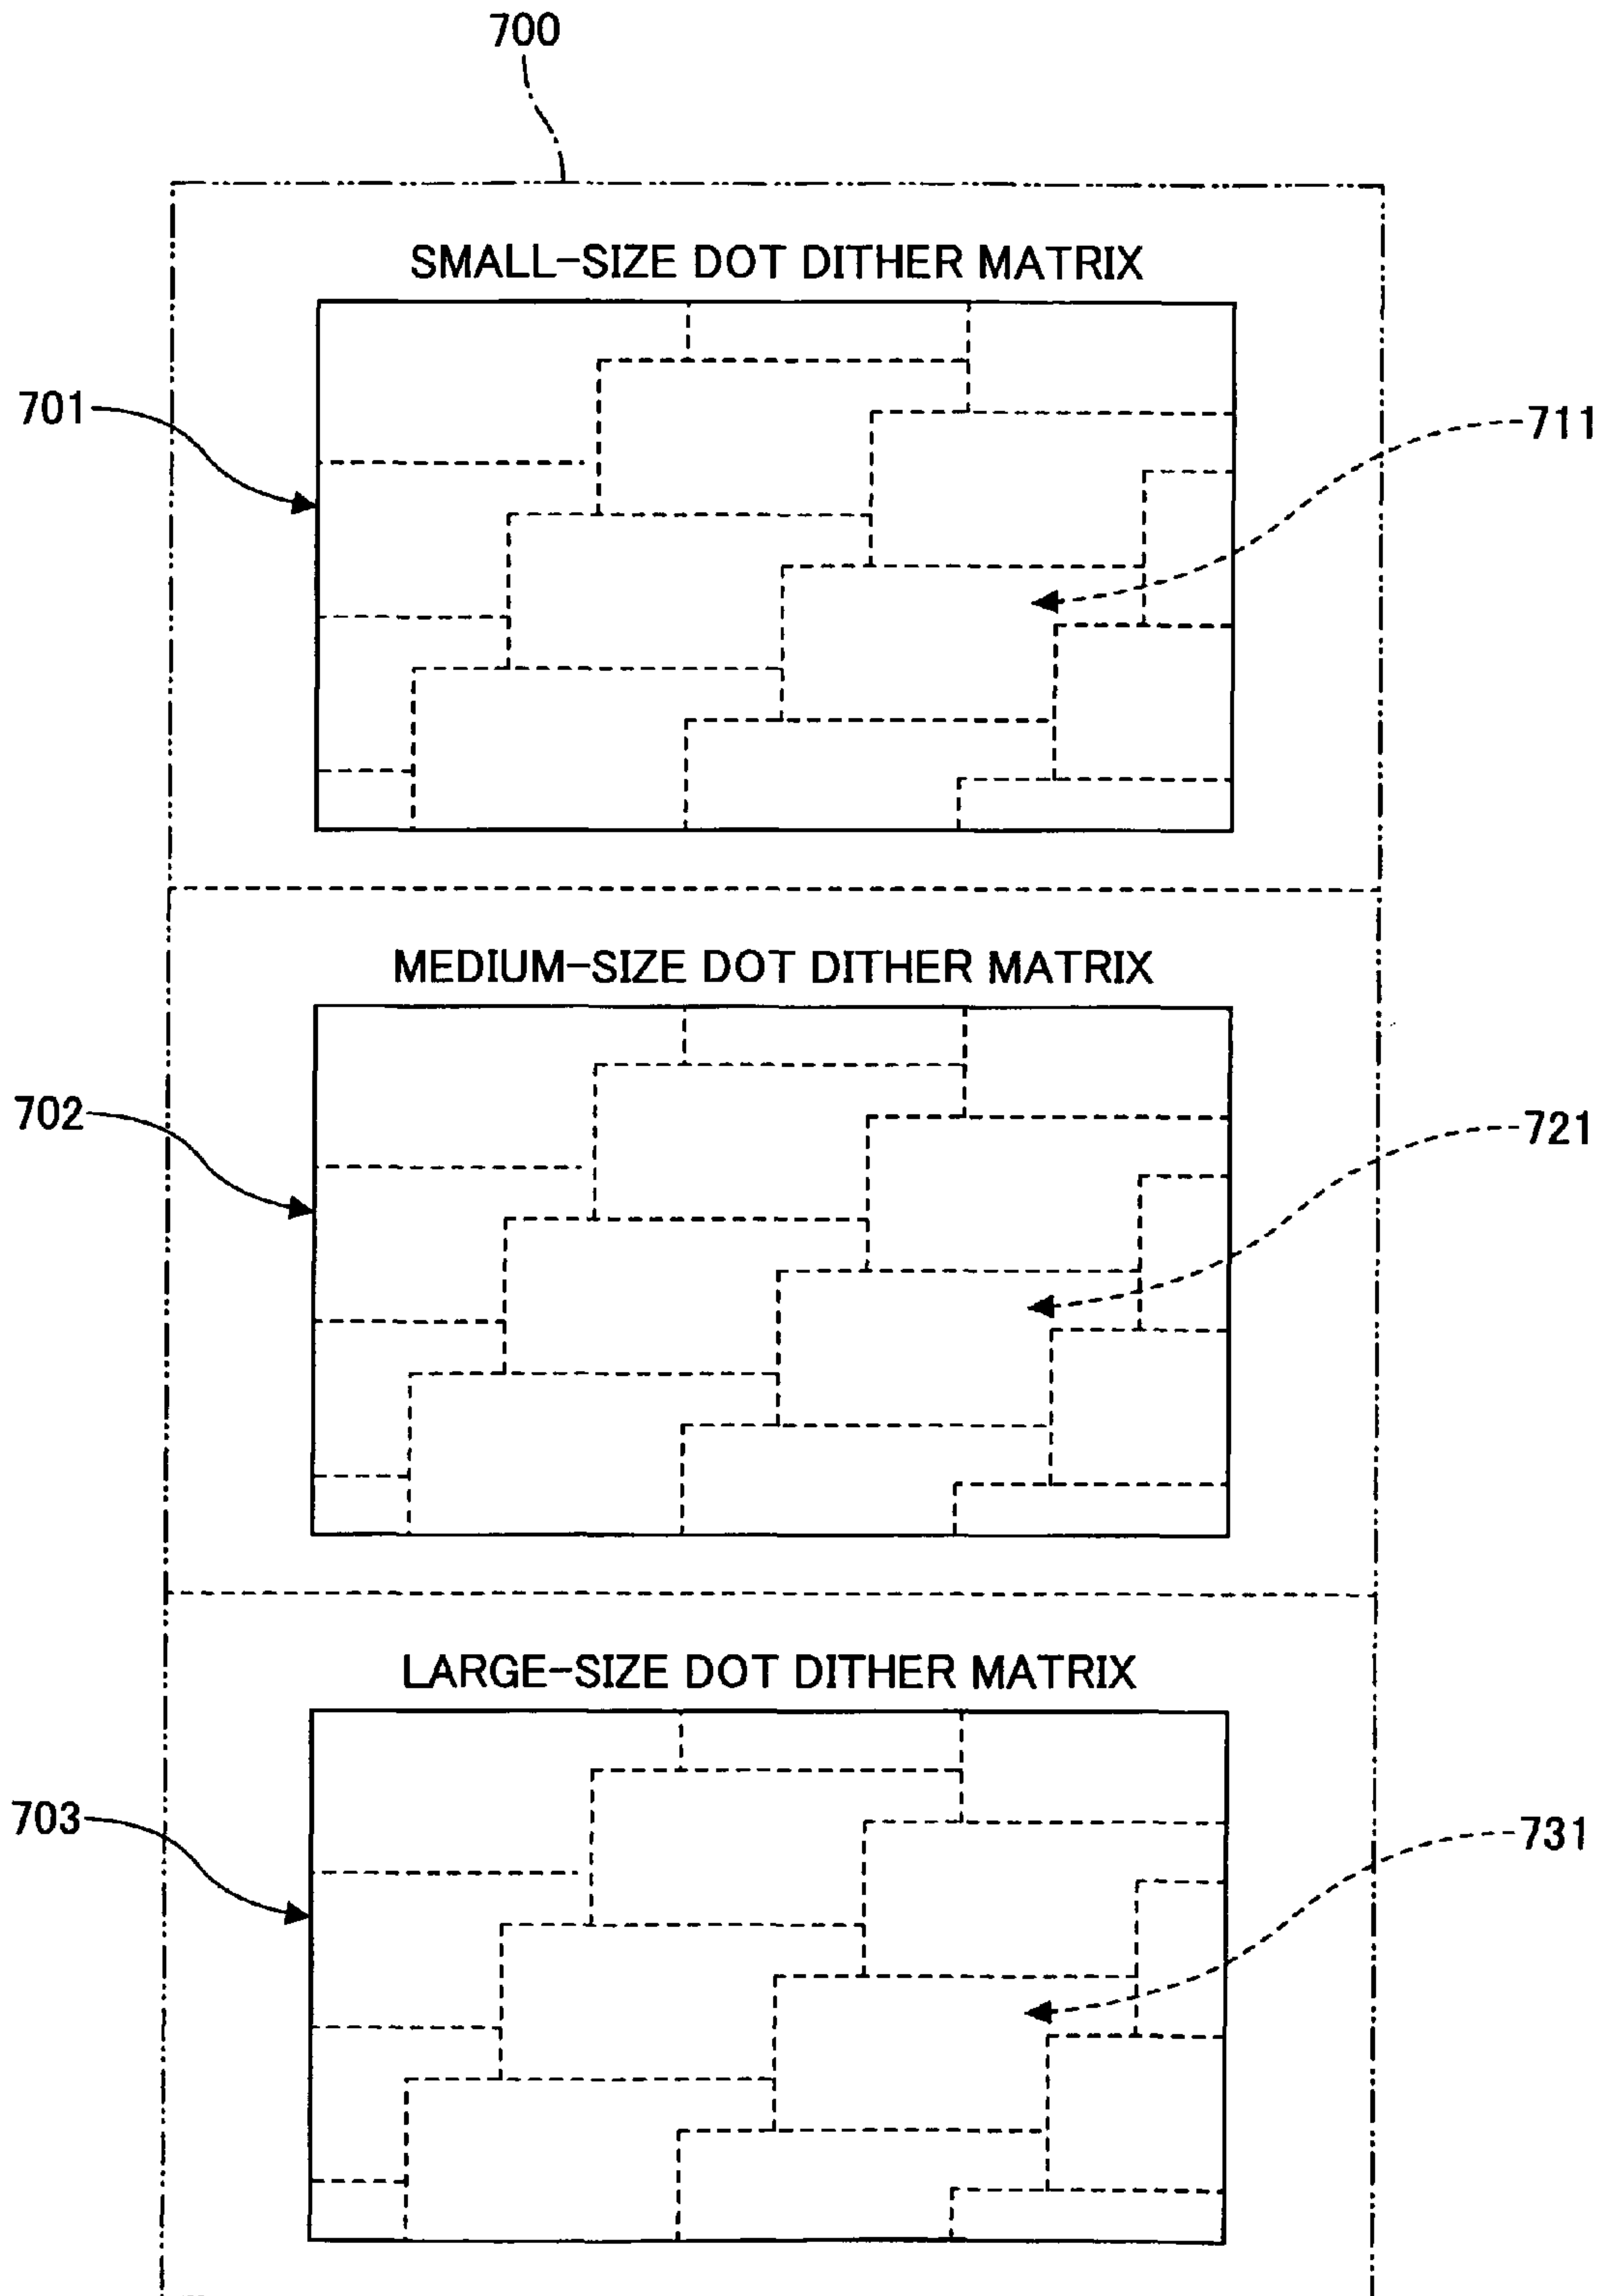 700
SMALL-SIZE DOT DITHER MATRIX
701
711
MEDIUM-SIZE DOT DITHER MATRIX
702
721
LARGE-SIZE DOT DITHER MATRIX
703
731